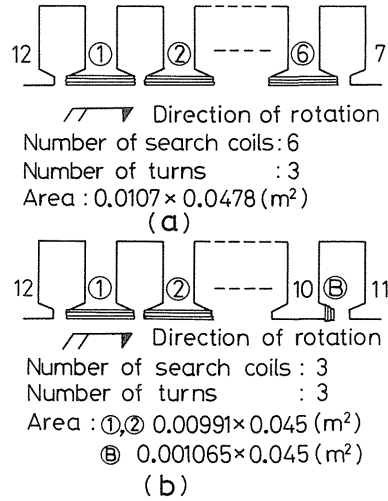 12 ① ② ⑥ 7
Direction of rotation
Number of search coils : 6
Number of turns : 3
Area : 0.0107 × 0.0478 (m²)
(a)
12 ① ② 10 Ⓑ 11
Direction of rotation
Number of search coils : 3
Number of turns : 3
Area : ①,② 0.00991 × 0.045 (m²)
Ⓑ 0.001065 × 0.045 (m²)
(b)